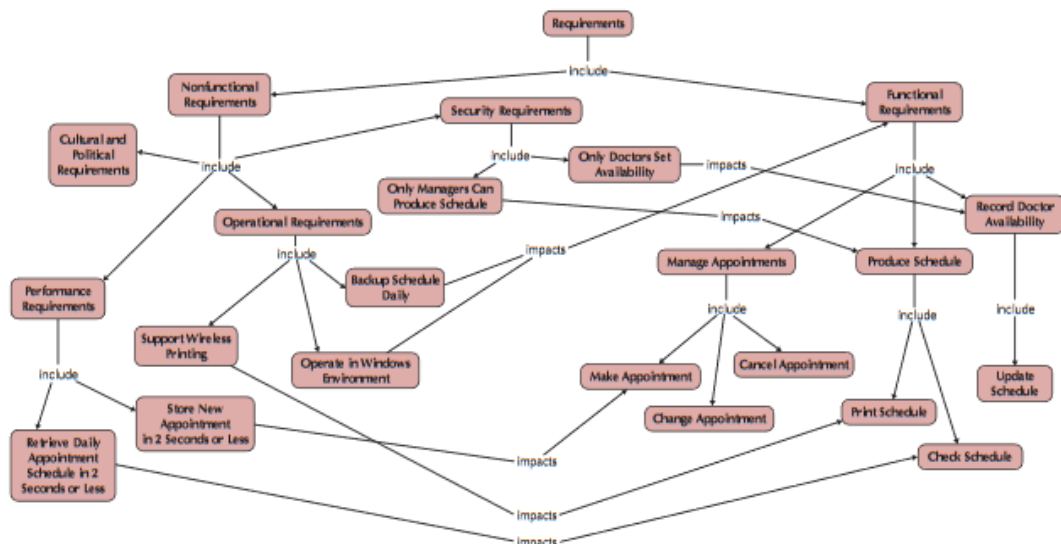 Requirements
include
Nonfunctional
Requirements
Functional
Requirements
Security Requirements
Cultural and
Political
Requirements
include
include
Only Doctors Set
Availability
impacts
include
Only Managers Can
Produce Schedule
Record Doctor
Availability
Operational Requirements
impacts
include
impacts
Manage Appointments
Produce Schedule
Backup Schedule
Daily
Performance
Requirements
include
include
include
Support Wireless
Printing
Operate in Windows
Environment
Cancel Appointment
Make Appointment
include
Update
Schedule
Store New
Appointment
in 2 Seconds or Less
Change Appointment
Print Schedule
Retrieve Daily
Appointment
Schedule in 2
Seconds or Less
impacts
Check Schedule
impacts
impacts